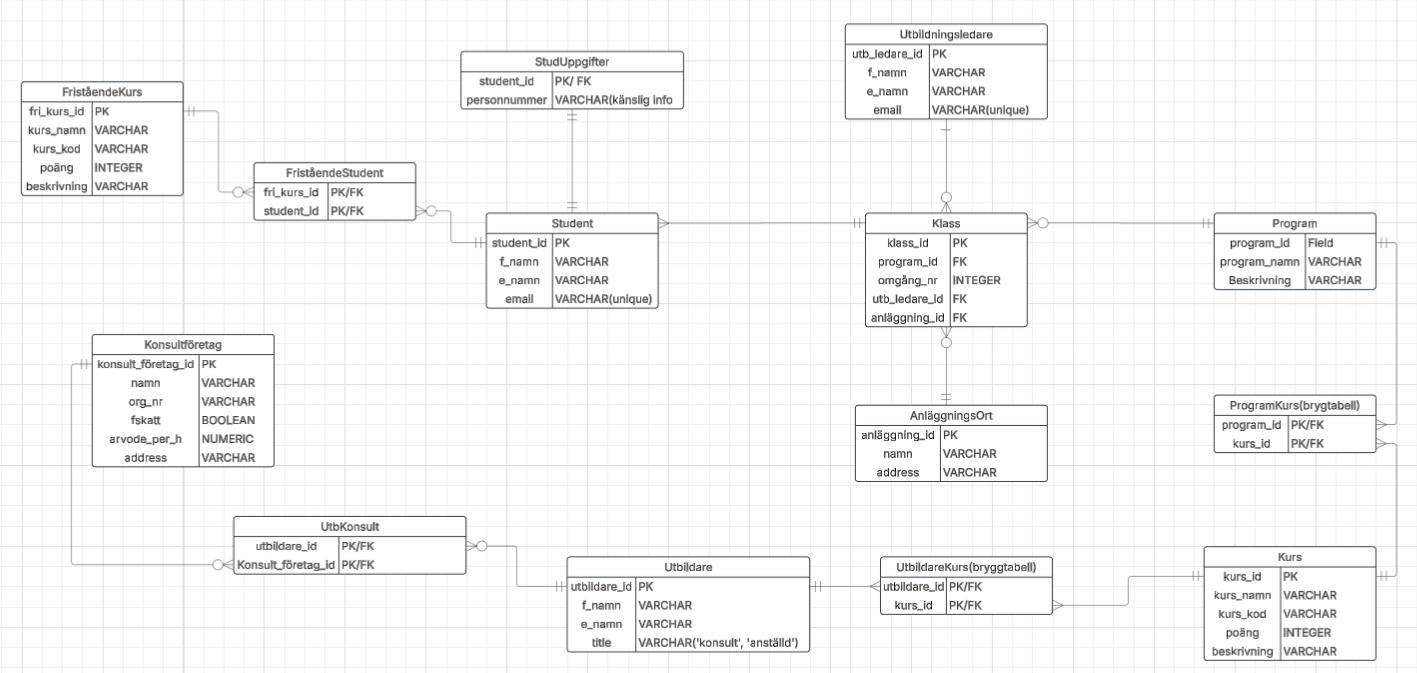 Utbildningsledare
utb_ledare_id PK
f_namn VARCHAR
e_namn VARCHAR
email VARCHAR(unique)
StudUppgifter
student_id PK/ FK
personnummer VARCHAR(känslig info
FriståendeKurs
fri_kurs_id PK
kurs_namn VARCHAR
kurs_kod VARCHAR
poäng INTEGER
beskrivning VARCHAR
FriståendeStudent
fri_kurs_id PK/FK
student_id PK/FK
Student
student_id PK
f_namn VARCHAR
e_namn VARCHAR
email VARCHAR(unique)
Klass
klass_id PK
program_id FK
omgång_nr INTEGER
utb_ledare_id FK
anläggning_id FK
Program
program_id Field
program_namn VARCHAR
Beskrivning VARCHAR
Konsultföretag
konsult_företag_id PK
namn VARCHAR
org_nr VARCHAR
fskatt BOOLEAN
arvode_per_h NUMERIC
address VARCHAR
AnläggningsOrt
anläggning_id PK
namn VARCHAR
address VARCHAR
ProgramKurs(brygtabell)
program_id PK/FK
kurs_id PK/FK
UtbKonsult
utbildare_id PK/FK
Konsult_företag_id PK/FK
Utbildare
utbildare_id PK
f_namn VARCHAR
e_namn VARCHAR
title VARCHAR('konsult', 'anställd')
UtbildareKurs(bryggtabell)
utbildare_id PK/FK
kurs_id PK/FK
Kurs
kurs_id PK
kurs_namn VARCHAR
kurs_kod VARCHAR
poäng INTEGER
beskrivning VARCHAR